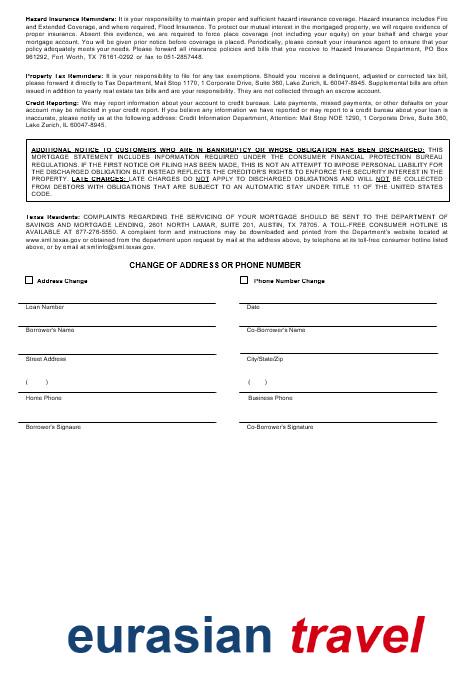 Hazard Insurance Reminders: It is your responsibility to maintain proper and sufficient hazard insurance coverage. Hazard insurance includes Fire
and Extended Coverage, and where required, Flood Insurance. To protect our mutual interest in the mortgaged property, we will require evidence of
proper insurance. Absent this evidence, we are required to force place coverage (not including your equity) on your behalf and charge your
mortgage account. You will be given prior notice before coverage is placed. Periodically, please consult your insurance agent to ensure that your
policy adequately meets your needs. Please forward all insurance policies and bills that you receive to Hazard Insurance Department, PO Box
961292, Fort Worth, TX 76161-0292 or fax to 051-2857448.
Property Tax Reminders: It is your responsibility to file for any tax exemptions. Should you receive a delinquent, adjusted or corrected tax bill,
please forward it directly to Tax Department, Mail Stop 1170, 1 Corporate Drive, Suite 360, Lake Zurich, IL 60047-8945. Supplemental bills are often
issued in addition to yearly real estate tax bills and are your responsibility. They are not collected through an escrow account.
Credit Reporting: We may report information about your account to credit bureaus. Late payments, missed payments, or other defaults on your
account may be reflected in your credit report. If you believe any information we have reported to a credit bureau about your loan is
inaccurate, please notify us at the following address: Credit Information Department, Attention: Mail Stop NOE 1290, 1 Corporate Drive, Suite 360,
Lake Zurich, IL 60047-8945.
ADDITIONAL NOTICE TO CUSTOMERS WHO ARE IN BANKRUPTCY OR WHOSE OBLIGATION HAS BEEN DISCHARGED: THIS
MORTGAGE STATEMENT INCLUDES INFORMATION REQUIRED UNDER THE CONSUMER FINANCIAL PROTECTION BUREAU
REGULATIONS. IF THE FIRST NOTICE OR FILING HAS BEEN MADE, THIS IS NOT AN ATTEMPT TO IMPOSE PERSONAL LIABILITY FOR
THE DISCHARGED OBLIGATION BUT INSTEAD REFLECTS THE CREDITOR'S RIGHTS TO ENFORCE THE SECURITY INTEREST IN THE
PROPERTY. LATE CHARGES: LATE CHARGES DO NOT APPLY TO DISCHARGED OBLIGATIONS AND WILL NOT BE COLLECTED
FROM DEBTORS WITH OBLIGATIONS THAT ARE SUBJECT TO AN AUTOMATIC STAY UNDER TITLE 11 OF THE UNITED STATES
CODE.
Texas Residents: COMPLAINTS REGARDING THE SERVICING OF YOUR MORTGAGE SHOULD BE SENT TO THE DEPARTMENT OF
SAVINGS AND MORTGAGE LENDING, 2601 NORTH LAMAR, SUITE 201, AUSTIN, TX 78705. A TOLL-FREE CONSUMER HOTLINE IS
AVAILABLE AT 877-276-5550. A complaint form and instructions may be downloaded and printed from the Department's website located at
www.sml.texas.gov or obtained from the department upon request by mail at the address above, by telephone at its toll-free consumer hotline listed
above, or by email at smlinfo@sml.texas.gov.
CHANGE OF ADDRESS OR PHONE NUMBER
Address Change Phone Number Change
Loan Number Date
Borrower's Name Co-Borrower's Name
Street Address City/State/Zip
( ) ( )
Home Phone Business Phone
Borrower's Signaure Co-Borrower's Signature
eurasian travel